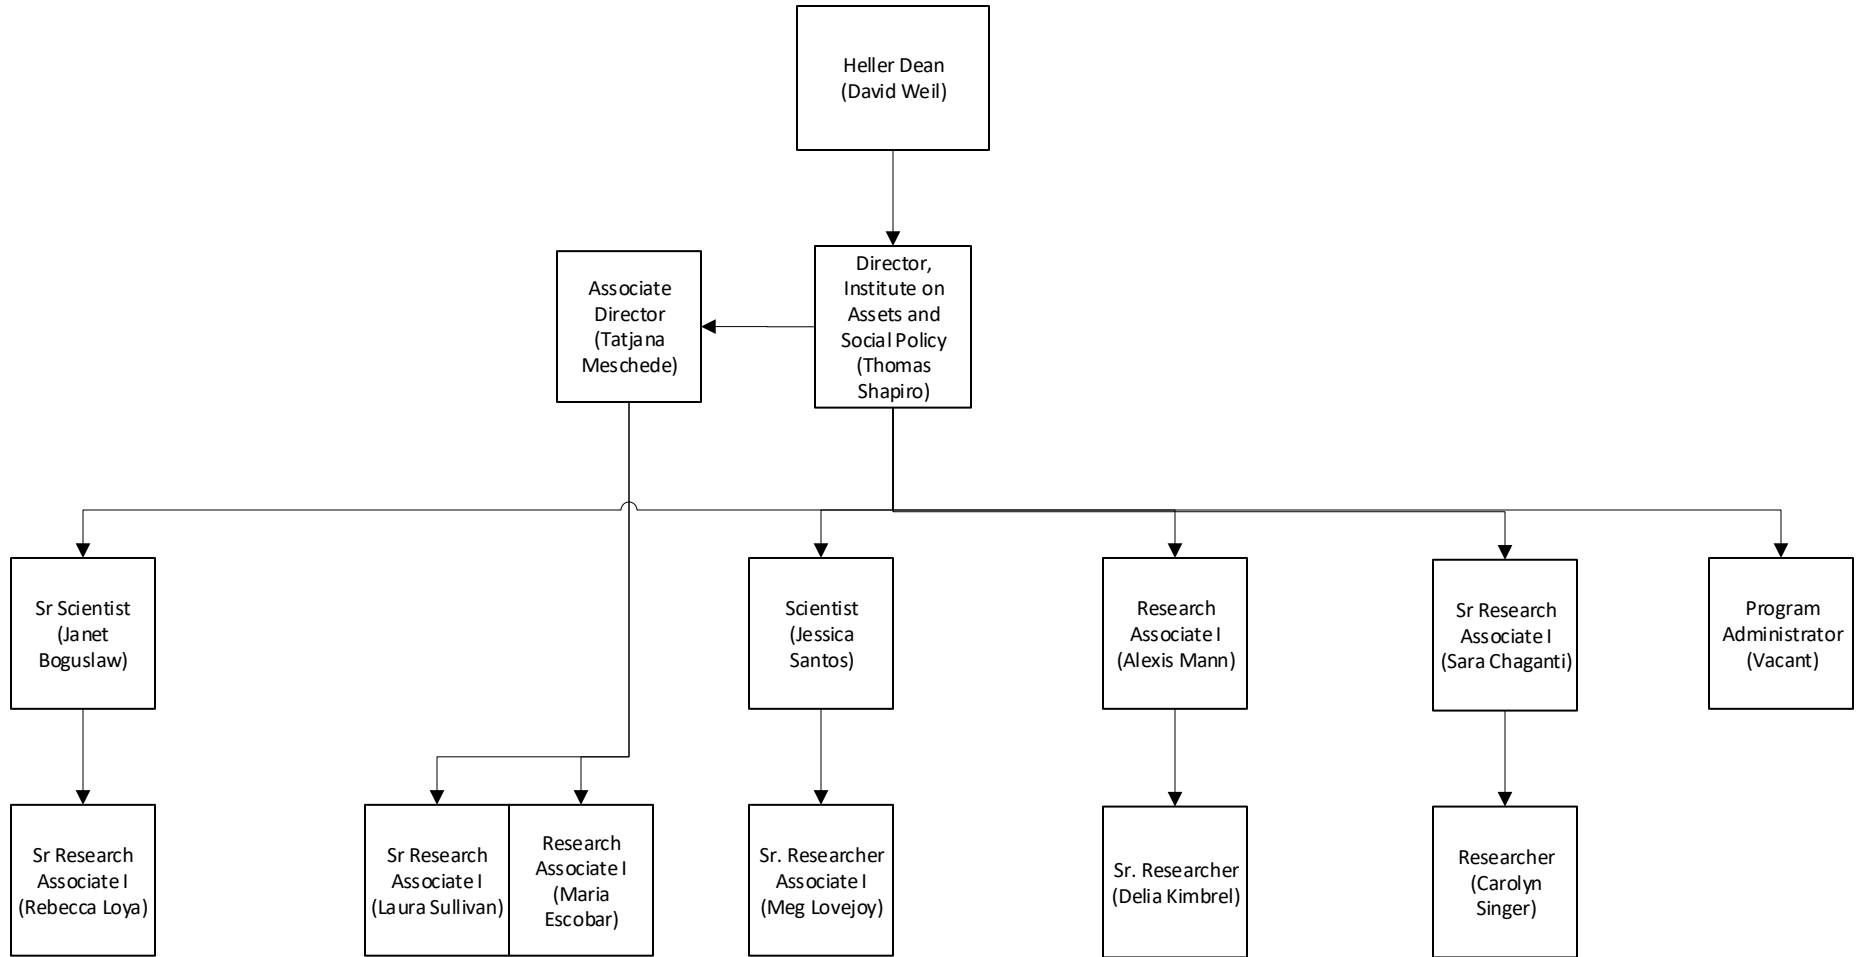 Heller Dean
(David Weil)
Associate
Director
(Tatjana
Meschede)
Director,
Institute on
Assets and
Social Policy
(Thomas
Shapiro)
Sr Scientist
(Janet
Boguslaw)
Scientist
(Jessica
Santos)
Research
Associate I
(Alexis Mann)
Sr Research
Associate I
(Sara Chaganti)
Program
Administrator
(Vacant)
Sr Research
Associate I
(Rebecca Loya)
Sr Research
Associate I
(Laura Sullivan)
Research
Associate I
(Maria
Escobar)
Sr. Researcher
Associate I
(Meg Lovejoy)
Sr. Researcher
(Delia Kimbrel)
Researcher
(Carolyn
Singer)